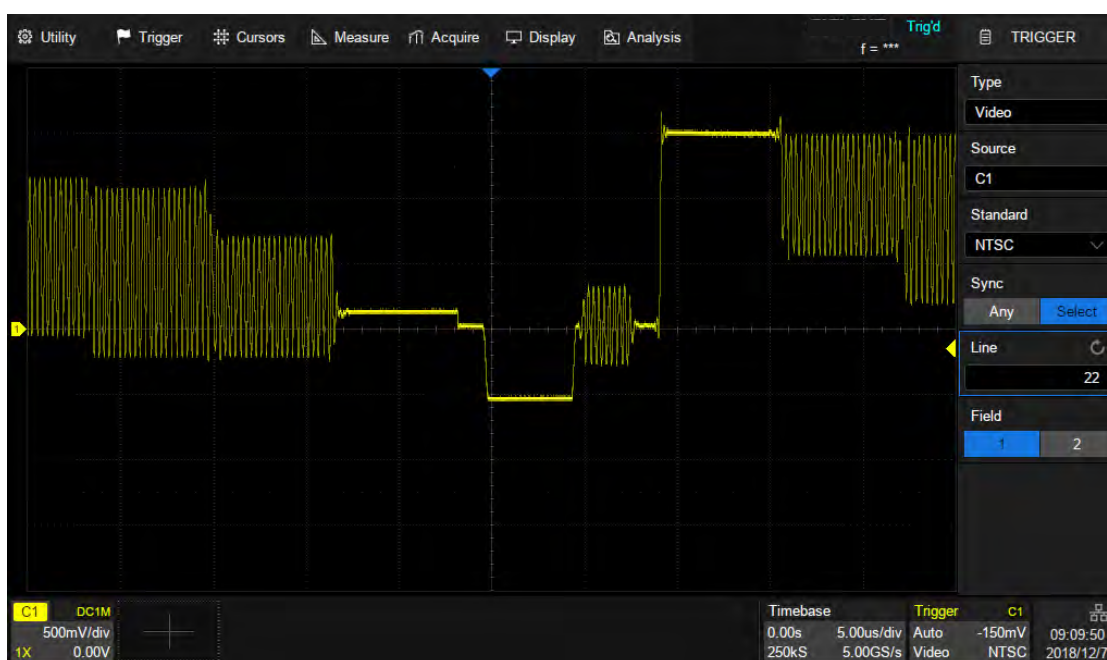 Utility Trigger Cursors Measure Acquire Display Analysis
Trig'd
f = ***
TRIGGER
Type
Video
Source
C1
Standard
NTSC
Sync
Any Select
Line
22
Field
1 2
1
C1 DC1M
500mV/div
1X 0.00V
Timebase
0.00s 5.00us/div
250kS 5.00GS/s
Trigger C1
Auto -150mV
Video NTSC
09:09:50
2018/12/7